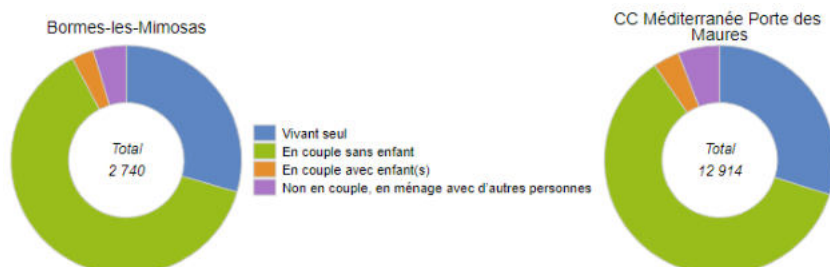 Bormes-les-Mimosas
Total
2 740
Vivant seul
En couple sans enfant
En couple avec enfant(s)
Non en couple, en ménage avec d'autres personnes
CC Méditerranée Porte des
Maures
Total
12 914